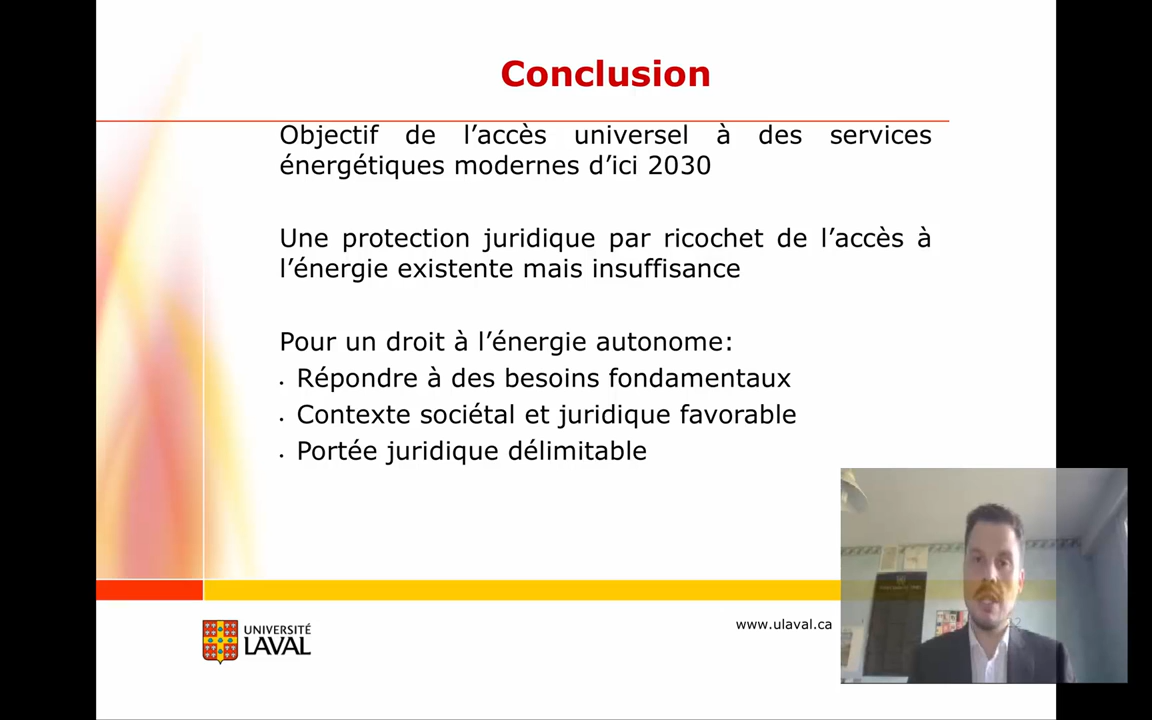 Conclusion
Objectif de l’accès universel à des services
énergétiques modernes d’ici 2030
Une protection juridique par ricochet de l’accès à
l’énergie existente mais insuffisance
Pour un droit à l’énergie autonome:
• Répondre à des besoins fondamentaux
• Contexte sociétal et juridique favorable
• Portée juridique délimitable
UNIVERSITÉ
LAVAL
www.ulaval.ca